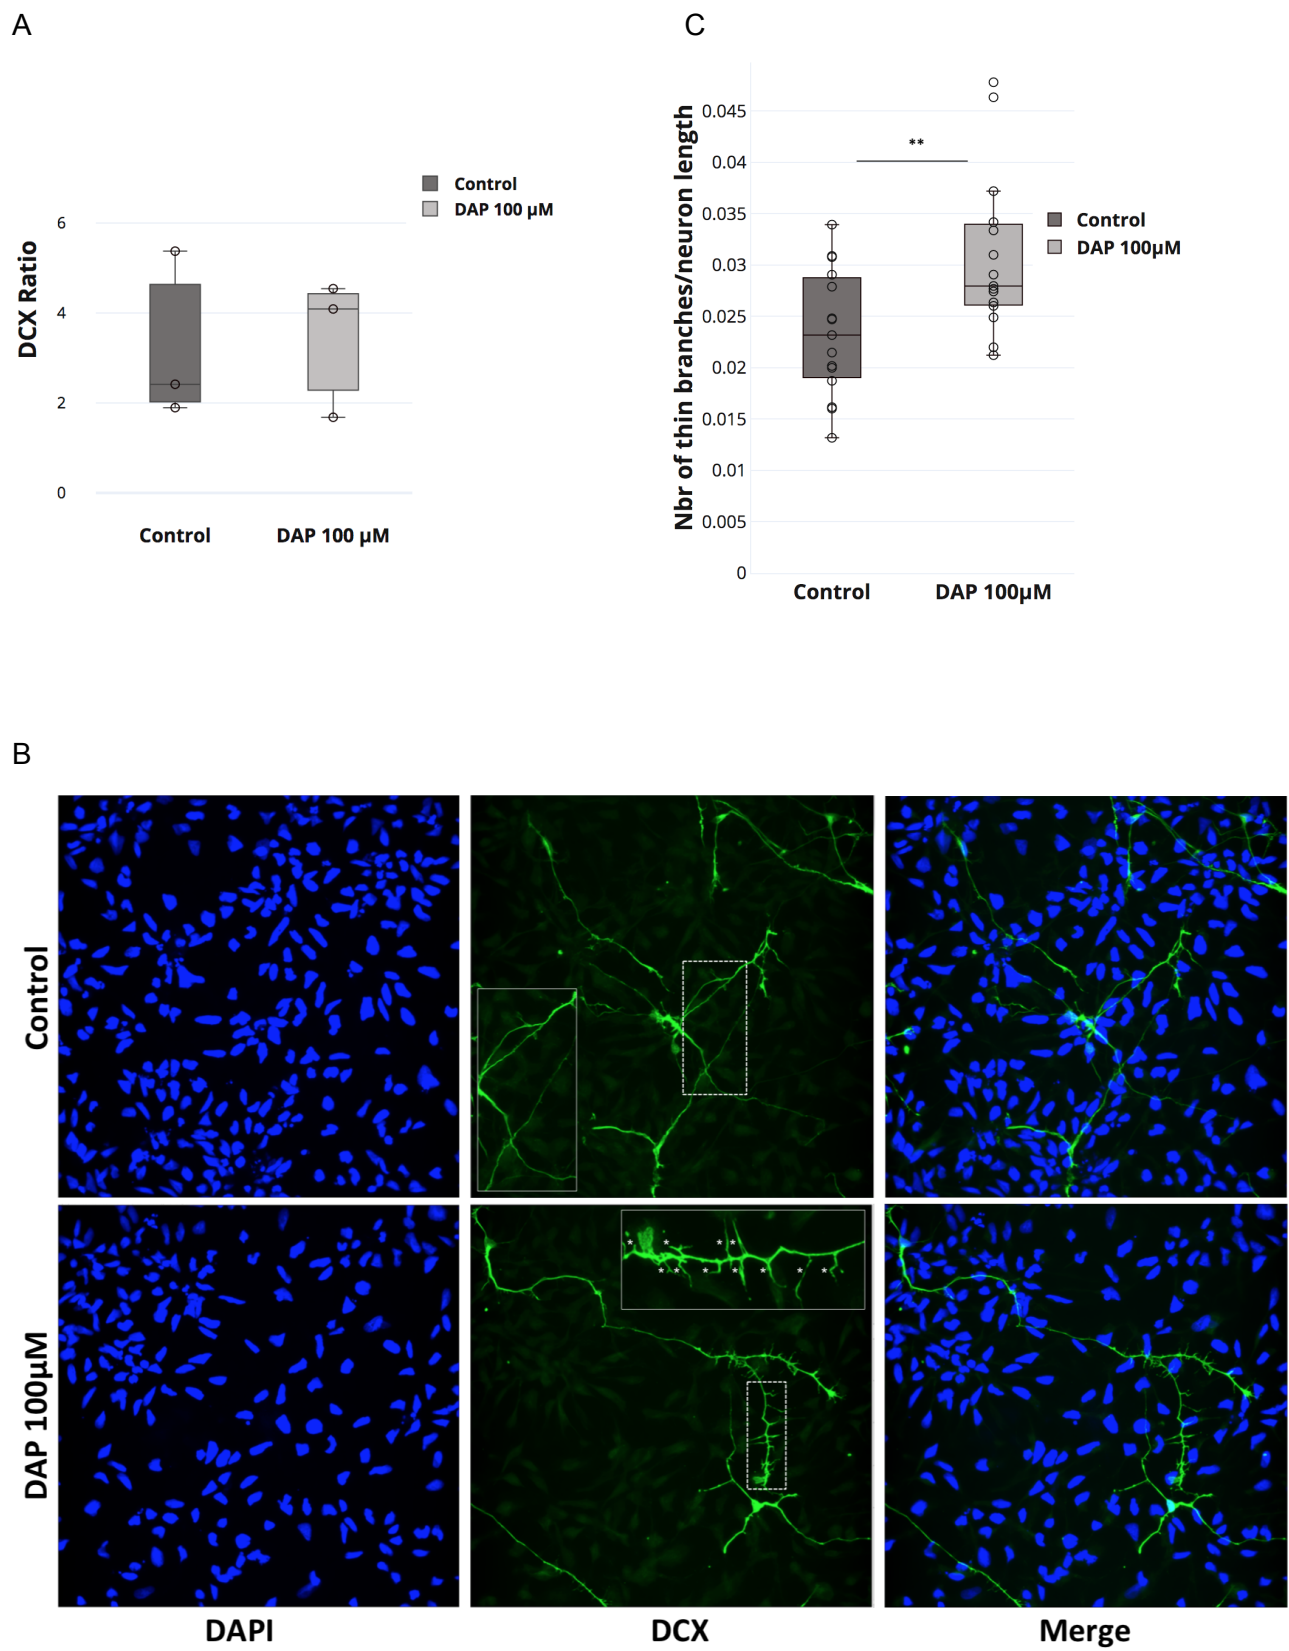 A
C
Control
DAP 100 µM
DCX Ratio
6
4
2
0
Control
DAP 100 µM
Nbr of thin branches/neuron length
0.045
0.04
0.035
0.03
0.025
0.02
0.015
0.01
0.005
0
**
Control
DAP 100µM
Control
DAP 100µM
B
Control
DAP 100µM
* * * *
* * * * * * *
DAPI
DCX
Merge